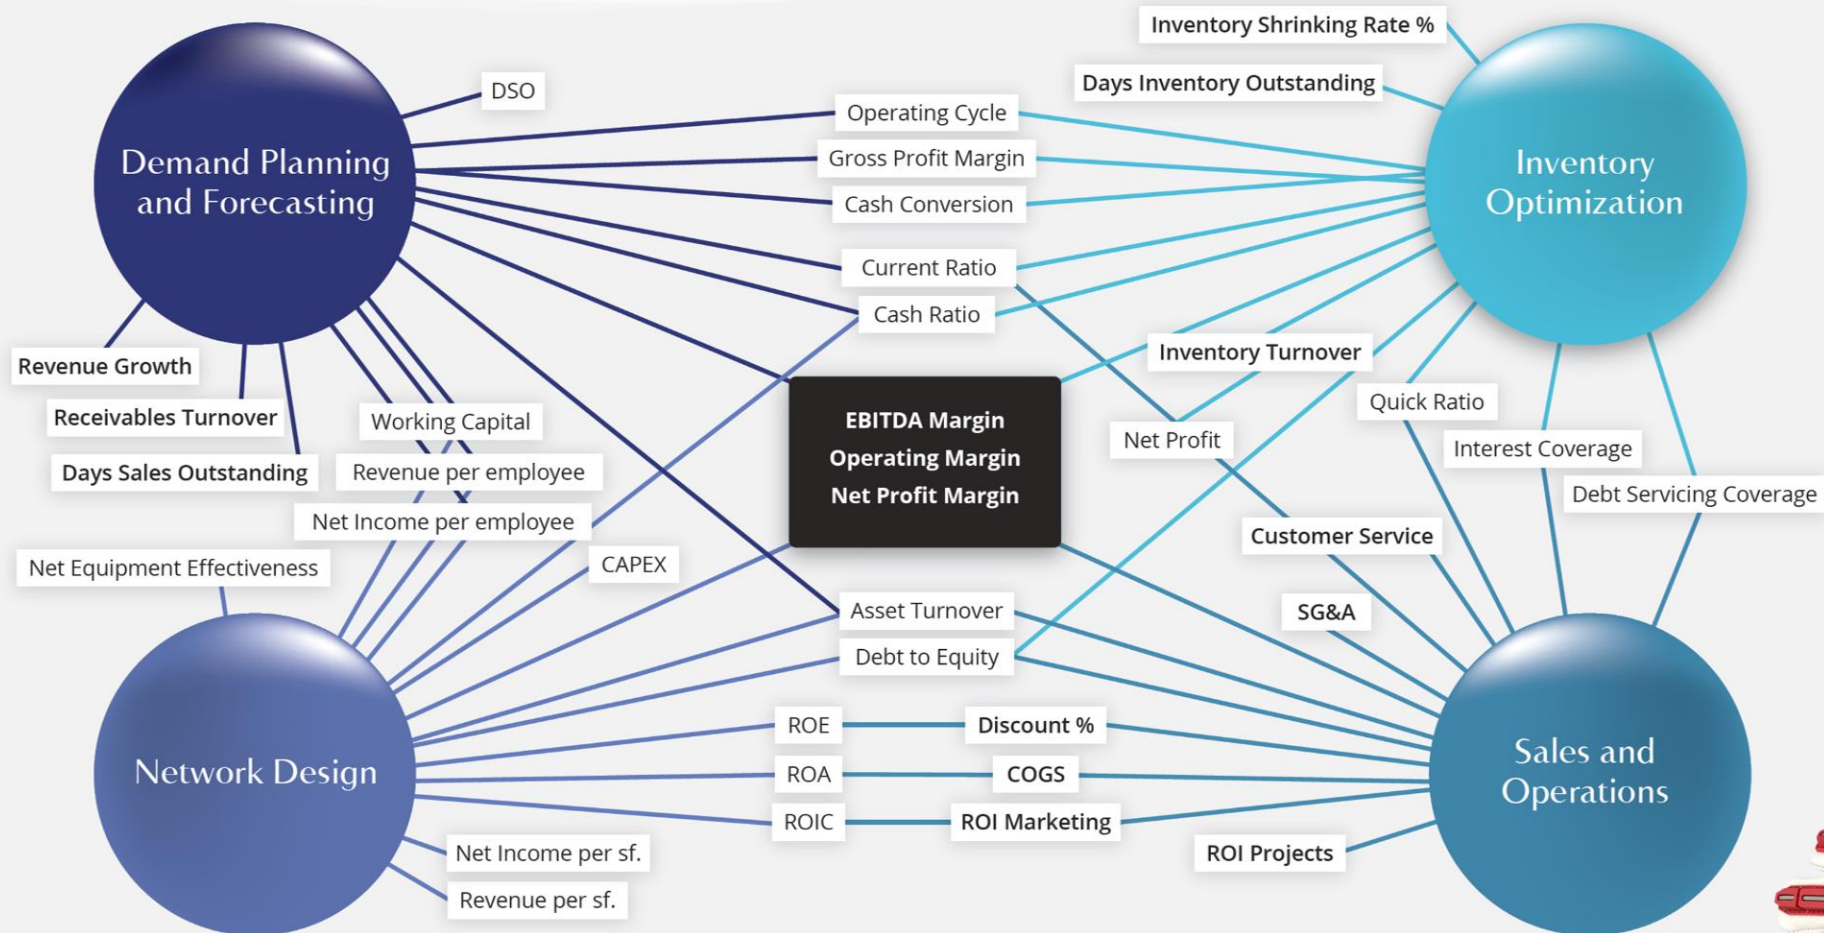 Inventory Shrinking Rate %
DSO
Days Inventory Outstanding
Operating Cycle
Demand Planning
and Forecasting
Gross Profit Margin
Inventory
Optimization
Cash Conversion
Current Ratio
Cash Ratio
Revenue Growth
Inventory Turnover
Receivables Turnover
Working Capital
EBITDA Margin
Operating Margin
Net Profit Margin
Net Profit
Quick Ratio
Interest Coverage
Days Sales Outstanding
Revenue per employee
Debt Servicing Coverage
Net Income per employee
Customer Service
Net Equipment Effectiveness
CAPEX
Asset Turnover
SG&A
Debt to Equity
ROE
Discount %
Network Design
ROA
COGS
Sales and
Operations
ROIC
ROI Marketing
Net Income per sf.
ROI Projects
Revenue per sf.